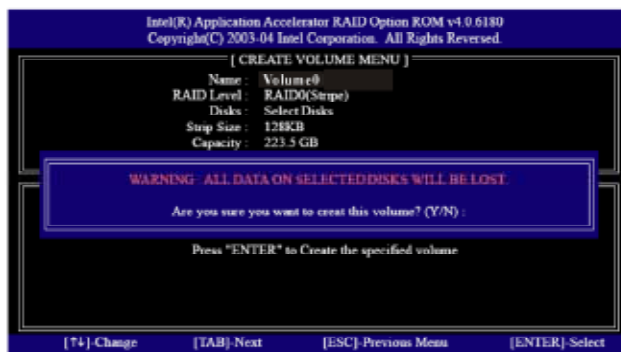 Intel(R) Application Accelerator RAID Option ROM v4.0.6180
Copyright(C) 2003-04 Intel Corporation. All Rights Reversed.
[ CREATE VOLUME MENU ]
Name : Volume0
RAID Level : RAID0(Stripe)
Disks : Select Disks
Strip Size : 128KB
Capacity : 223.5 GB
WARNING : ALL DATA ON SELECTED DISKS WILL BE LOST.
Are you sure you want to creat this volume? (Y/N) :
Press "ENTER" to Create the specified volume
[↑↓]-Change [TAB]-Next [ESC]-Previous Menu [ENTER]-Select